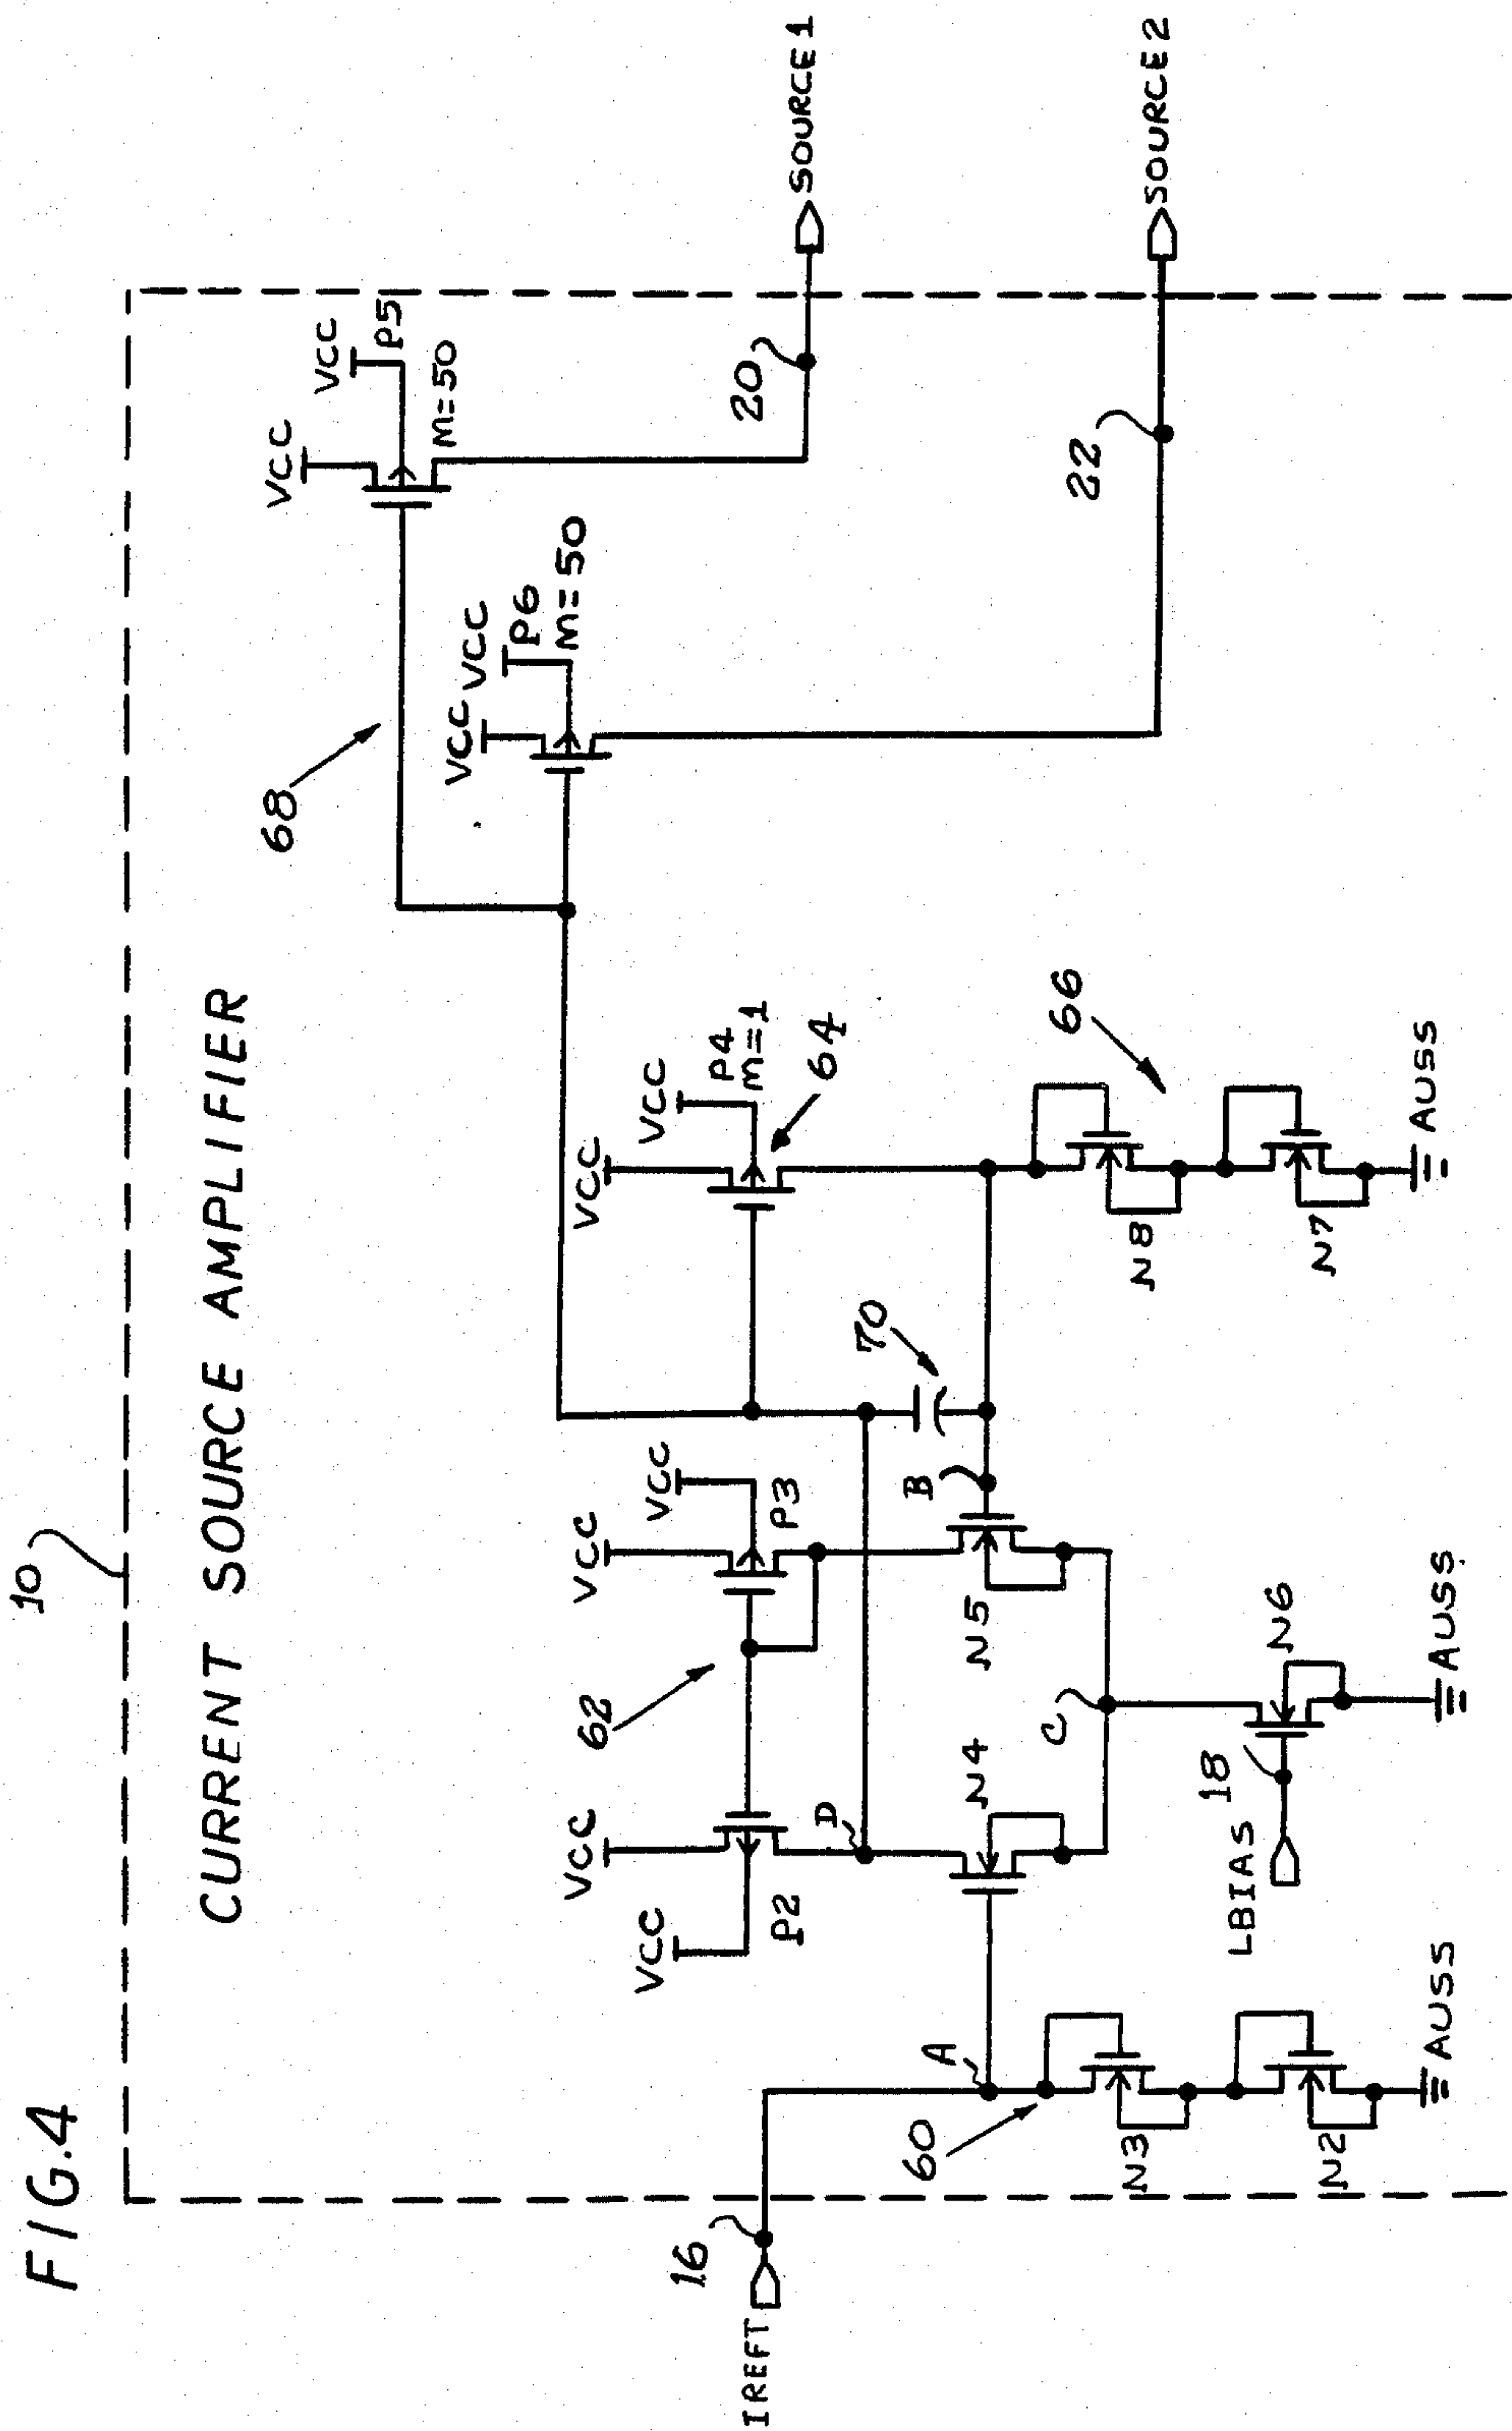 FIG.4
10
CURRENT SOURCE AMPLIFIER
68
VCC
VCC
P5
M=50
VCC
VCC
P6
M=50
VCC
VCC
P2
62
VCC
VCC
P3
VCC
VCC
P4
M=1
64
70
IREFT
16
20
SOURCE 1
A
D
B
N4
N5
60
N3
N2
AUSS
C
LBIAS
18
N6
AUSS
66
N8
N7
AUSS
22
SOURCE 2